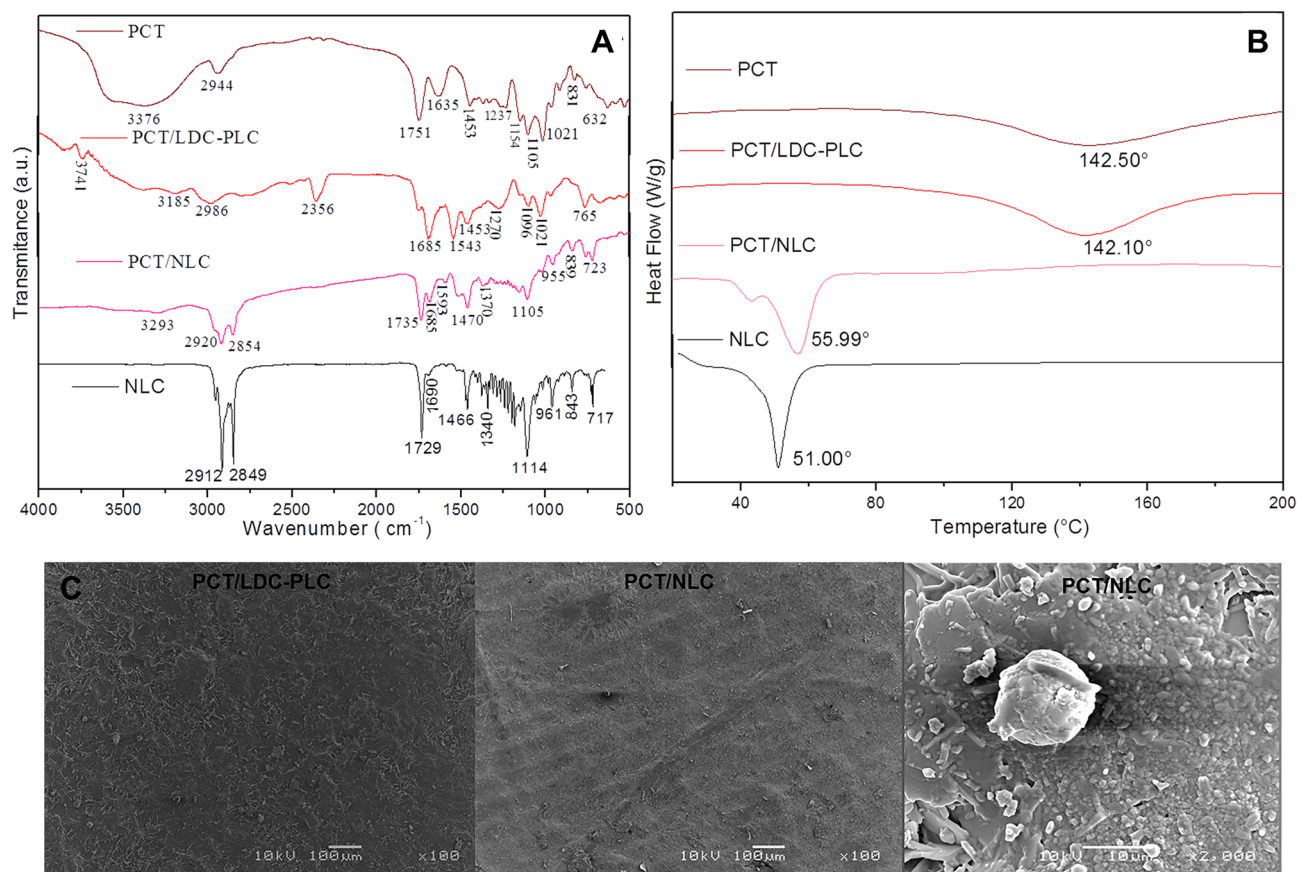 A
PCT
2944
3376
1751
1635
1453
1237
1154
1105
1021
831
632
PCT/LDC-PLC
3741
3185
2986
2356
1685
1543
1453
1270
1096
1021
765
PCT/NLC
3293
2920
2854
1735
1685
1593
1470
1370
1105
955
839
723
NLC
2912
2849
1729
1690
1466
1340
1114
961
843
717
Transmitance (a.u.)
4000 3500 3000 2500 2000 1500 1000 500
Wavenumber ( cm-1)
B
PCT
142.50°
PCT/LDC-PLC
142.10°
PCT/NLC
55.99°
NLC
51.00°
Heat Flow (W/g)
40 80 120 160 200
Temperature (°C)
C
PCT/LDC-PLC
10kV 100µm x100
PCT/NLC
10kV 100µm x100
PCT/NLC
10kV 10µm x2,000